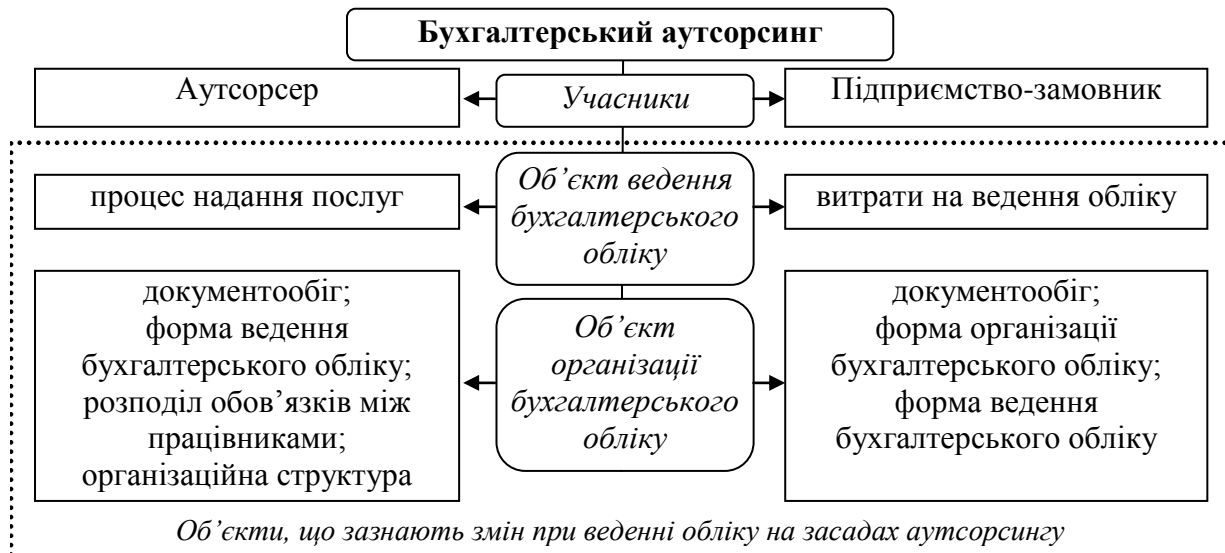 Бухгалтерський аутсорсинг
Аутсорсер
Учасники
Підприємство-замовник
процес надання послуг
Об’єкт ведення
бухгалтерського
обліку
витрати на ведення обліку
документообіг;
форма ведення
бухгалтерського обліку;
розподіл обов’язків між
працівниками;
організаційна структура
Об’єкт
організації
бухгалтерського
обліку
документообіг;
форма організації
бухгалтерського обліку;
форма ведення
бухгалтерського обліку
Об’єкти, що зазнають змін при веденні обліку на засадах аутсорсингу